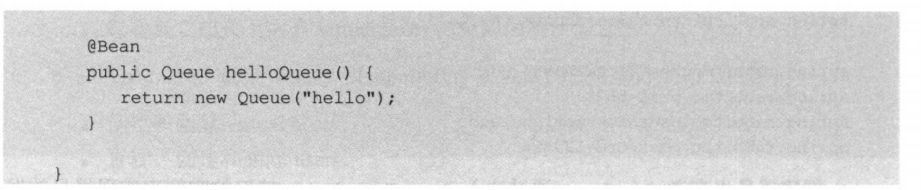 @Bean
public Queue helloQueue() {
return new Queue("hello");
}
}